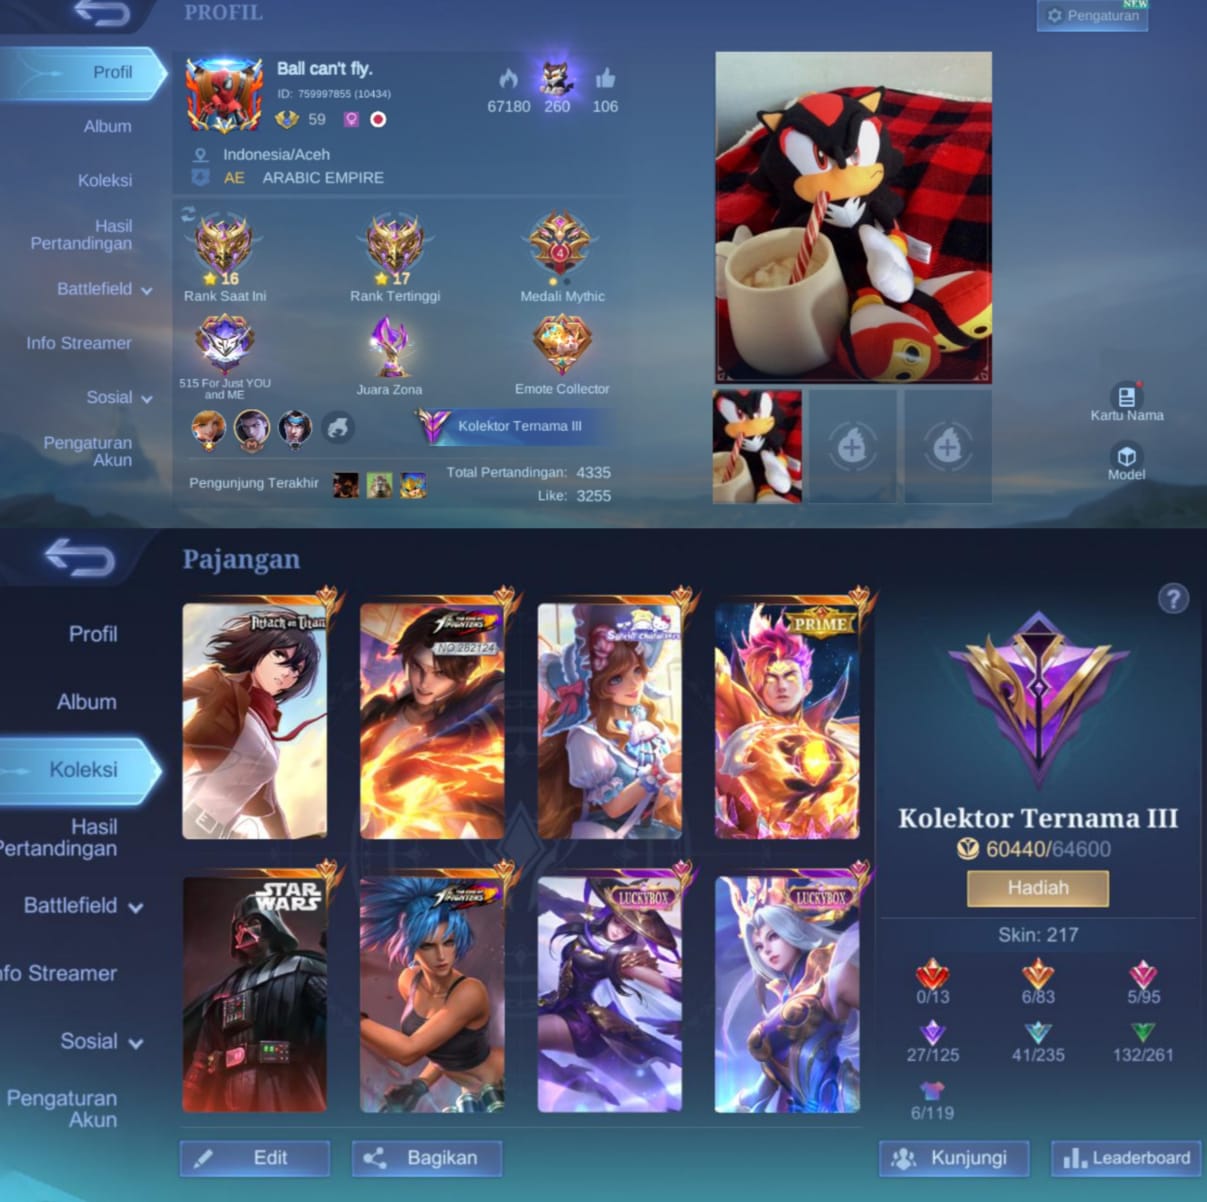 PROFIL
NEW
Pengaturan
Profil
Album
Koleksi
Hasil
Pertandingan
Battlefield
Info Streamer
Sosial
Pengaturan
Akun
Ball can't fly.
ID: 759997855 (10434)
59
67180
260
106
Indonesia/Aceh
AE ARABIC EMPIRE
16
Rank Saat Ini
17
Rank Tertinggi
4
Medali Mythic
515
515 For Just YOU
and ME
Juara Zona
Emote Collector
Kolektor Ternama III
Pengunjung Terakhir
Total Pertandingan: 4335
Like: 3255
Kartu Nama
Model
Pajangan
Profil
Album
Koleksi
Hasil
Pertandingan
Battlefield
nfo Streamer
Sosial
Pengaturan
Akun
Attack on Titan
THE KING OF
FIGHTERS
NO.262124
Sanrio characters
PRIME
STAR
WARS
THE KING OF
FIGHTERS
LUCKYBOX
LUCKYBOX
?
Kolektor Ternama III
60440/64600
Hadiah
Skin: 217
0/13
6/83
5/95
27/125
41/235
132/261
6/119
Edit
Bagikan
Kunjungi
Leaderboard